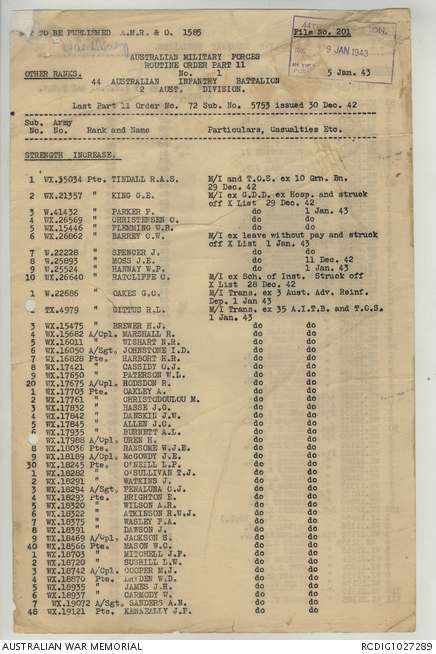 TO BE PUBLISHED A.M.R. & O. 1585 File No. 201
44TH
9 JAN 1943
AUSTRALIAN MILITARY FORCES
ROUTINE ORDER PART 11
OTHER RANKS. No. 1 5 Jan. 43
44 AUSTRALIAN INFANTRY BATTALION
2 AUST. DIVISION.
Last Part 11 Order No. 72 Sub. No. 5753 issued 30 Dec. 42
Sub. Army
No. No. Rank and Name Particulars, Casualties Etc.
STRENGTH INCREASE.
1 WX.35034 Pte. TINDALL R.A.S. M/I and T.O.S. ex 10 Grn. Bn.
29 Dec. 42
2 WX.21357 " KING G.E. M/I ex G.D.D. ex Hosp. and struck
off X List 29 Dec. 42
3 W.41432 " PARKER F. do 1 Jan. 43
4 WX.26569 " CHRISTENSEN O. do do
5 WX.15446 " FLEMMING W.R. do do
6 WX.26862 " BARREY C.W. M/I ex leave without pay and struck
off X List 1 Jan. 43
7 W.22228 " SPENCER J. do do
8 W.25893 " MOSS J.E. do 11 Dec. 42
9 W.25524 " HANNAY W.P. do 1 Jan. 43
10 WX.26640 " RATCLIFFE C. M/I ex Sch. of Inst. Struck off
X List 28 Dec. 42
1 W.22686 " OAKES G.C. M/I Trans. ex 3 Aust. Adv. Reinf.
Dep. 1 Jan 43
2 TX.4979 " GITTUS R.L. M/I Trans. ex 35 A.I.T.B. and T.O.S.
1 Jan. 43
3 WX.15475 " BREWER H.J. do do
4 WX.15682 A/Cpl. MARSHALL R. do do
5 WX.16011 " WISHART N.R. do do
6 WX.16050 A/Sgt. JOHNSTONE I.D. do do
7 WX.16828 Pte. HARBORT H.R. do do
8 WX.17421 " CASSIDY O.J. do do
9 WX.17650 " PATERSON W.L. do do
20 WX.17675 A/Cpl. HODSDON R. do do
1 WX.17703 Pte. OAKLEY A. do do
2 WX.17761 " CHRISTODOULOU M. do do
3 WX.17832 " HASSE J.G. do do
4 WX.17842 " DANSKIN J.W. do do
5 WX.17845 " ALLEN J.C. do do
6 WX.17935 " BURNETT A.L. do do
WX.17988 A/Cpl. OREN H. do do
8 WX.18036 Pte. RANSOME W.J.E. do do
9 WX.18189 A/Cpl. McGOWDY J.E. do do
30 WX.18245 Pte. O'NEILL L.P. do do
1 WX.18282 " O'SULLIVAN T.J. do do
2 WX.18291 " WATKINS J. do do
3 WX.18294 A/Sgt. PENALUNA C.J. do do
4 WX.18293 Pte. BRIGHTON E. do do
5 WX.18320 " WILSON A.R. do do
6 WX.18322 " ATKINSON R.W.J. do do
7 WX.18375 " WASLEY F.A. do do
8 WX.18391 " DAWSON J. do do
9 WX.18469 A/Cpl. JACKSON S. do do
40 WX.18566 Pte. MASON W.C. do do
1 WX.18703 " MITCHELL J.F. do do
2 WX.18720 " SUGHILL L.W. do do
3 WX.18742 A/Cpl. COOPER M.J. do do
4 WX.18870 Pte. DRYDEN W.D. do do
5 WX.18935 " JAMES J.H. do do
6 WX.18937 " CARMODY W. do do
7 WX.19072 A/Sgt. SANDERS A.N. do do
48 WX.19121 Pte. KENNEALLY J.F. do do
AUSTRALIAN WAR MEMORIAL RCDIG1027289